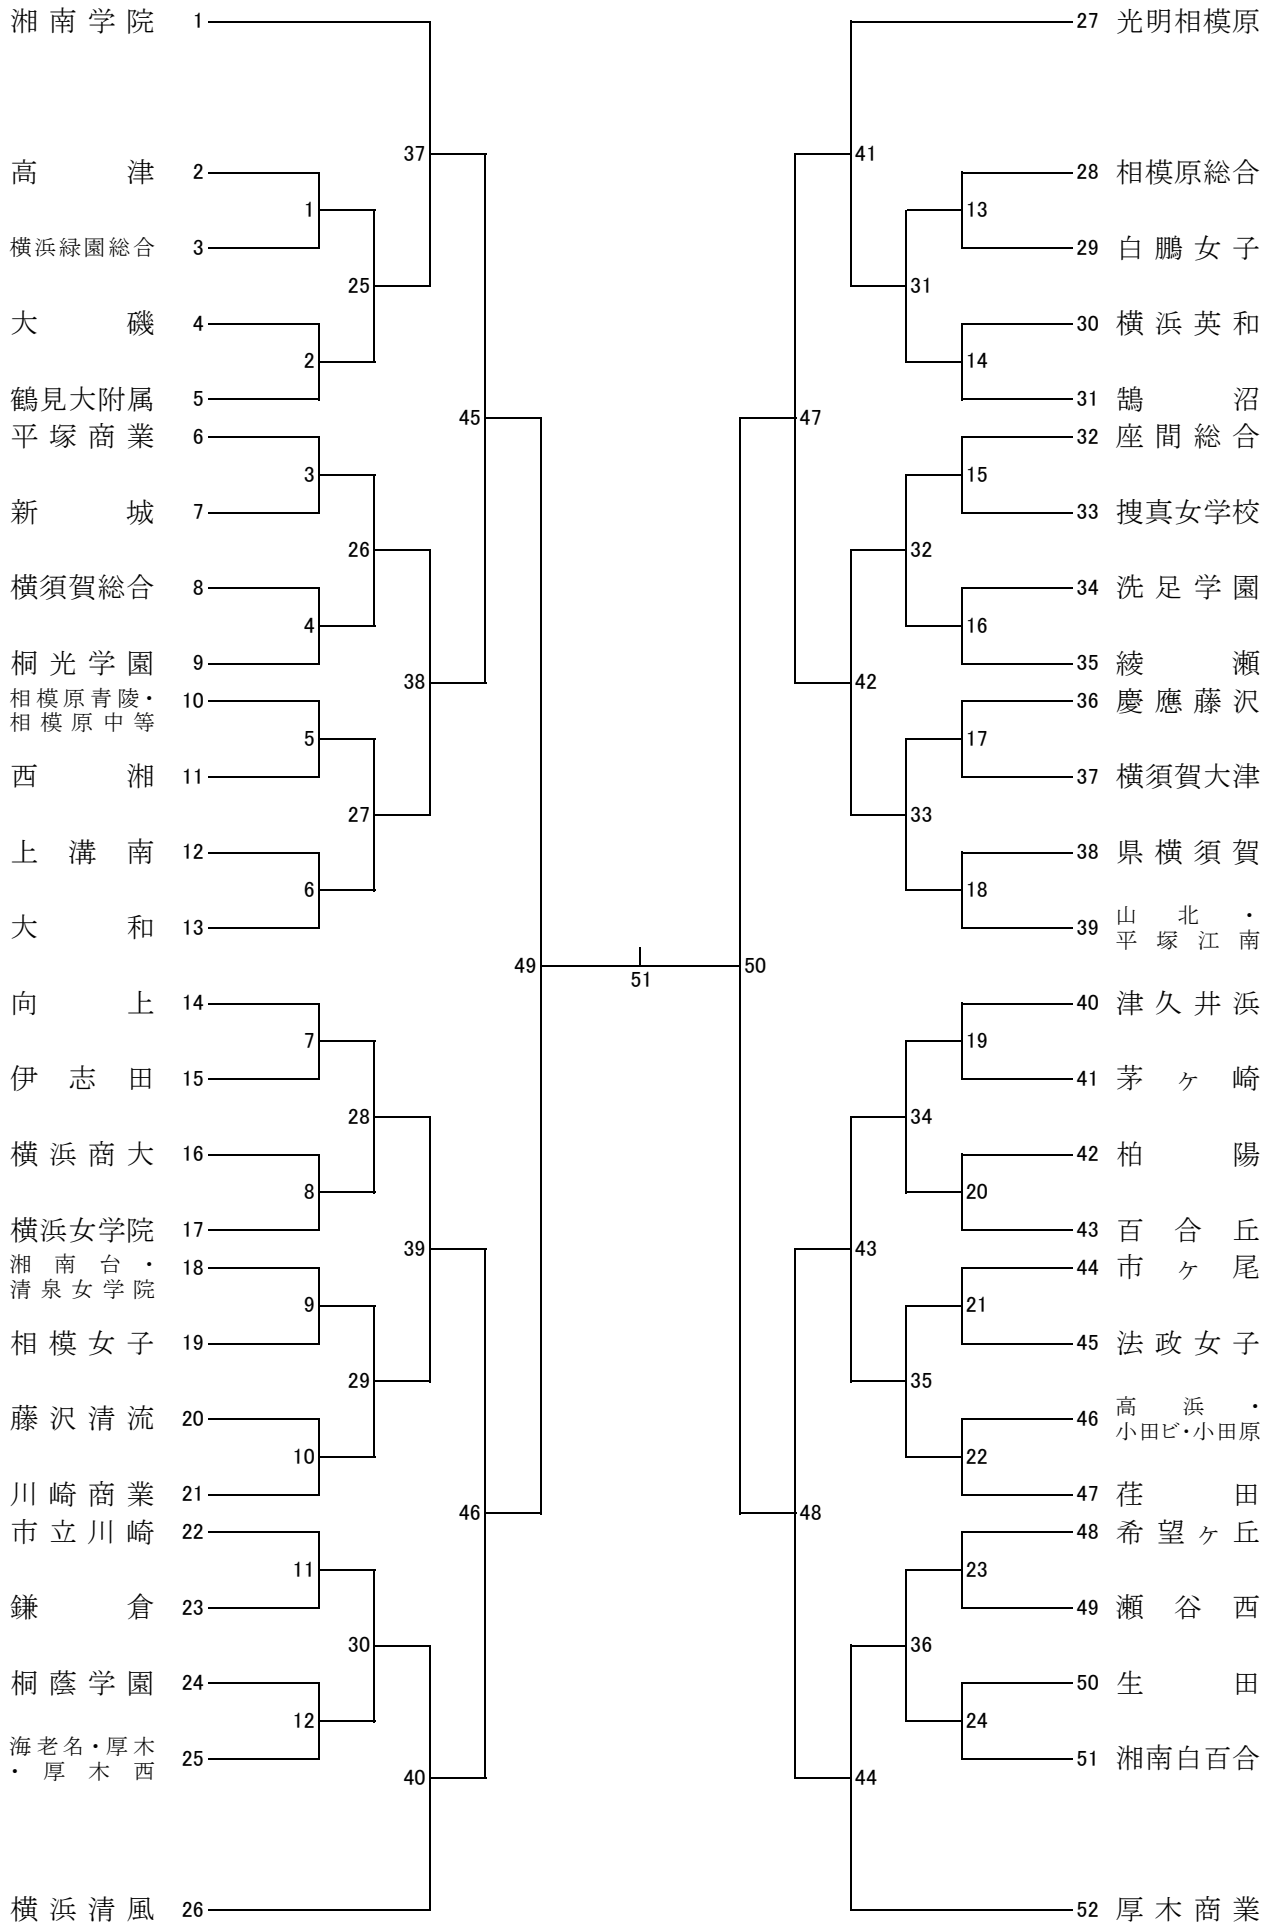 湘南学院 1
高津 2
1
横浜緑園総合 3
25
大磯 4
2
鶴見大附属 5
37
平塚商業 6
3
新城 7
26
横須賀総合 8
4
桐光学園 9
38
相模原青陵・
相模原中等 10
5
西湘 11
27
上溝南 12
6
大和 13
45
49
向上 14
7
伊志田 15
28
横浜商大 16
8
横浜女学院 17
39
湘南台・
清泉女学院 18
9
相模女子 19
29
藤沢清流 20
10
川崎商業 21
46
市立川崎 22
11
鎌倉 23
30
桐蔭学園 24
12
海老名・厚木
・厚木西 25
40
横浜清風 26
51
27 光明相模原
41
28 相模原総合
13
29 白鵬女子
31
30 横浜英和
14
31 鵠沼
47
32 座間総合
15
33 捜真女学校
32
34 洗足学園
16
35 綾瀬
42
36 慶應藤沢
17
37 横須賀大津
33
38 県横須賀
18
39 山北・
平塚江南
50
40 津久井浜
19
41 茅ヶ崎
34
42 柏陽
20
43 百合丘
43
44 市ヶ尾
21
45 法政女子
35
46 高浜・
小田ビ・小田原
22
47 荏田
48
48 希望ヶ丘
23
49 瀬谷西
36
50 生田
24
51 湘南白百合
44
52 厚木商業